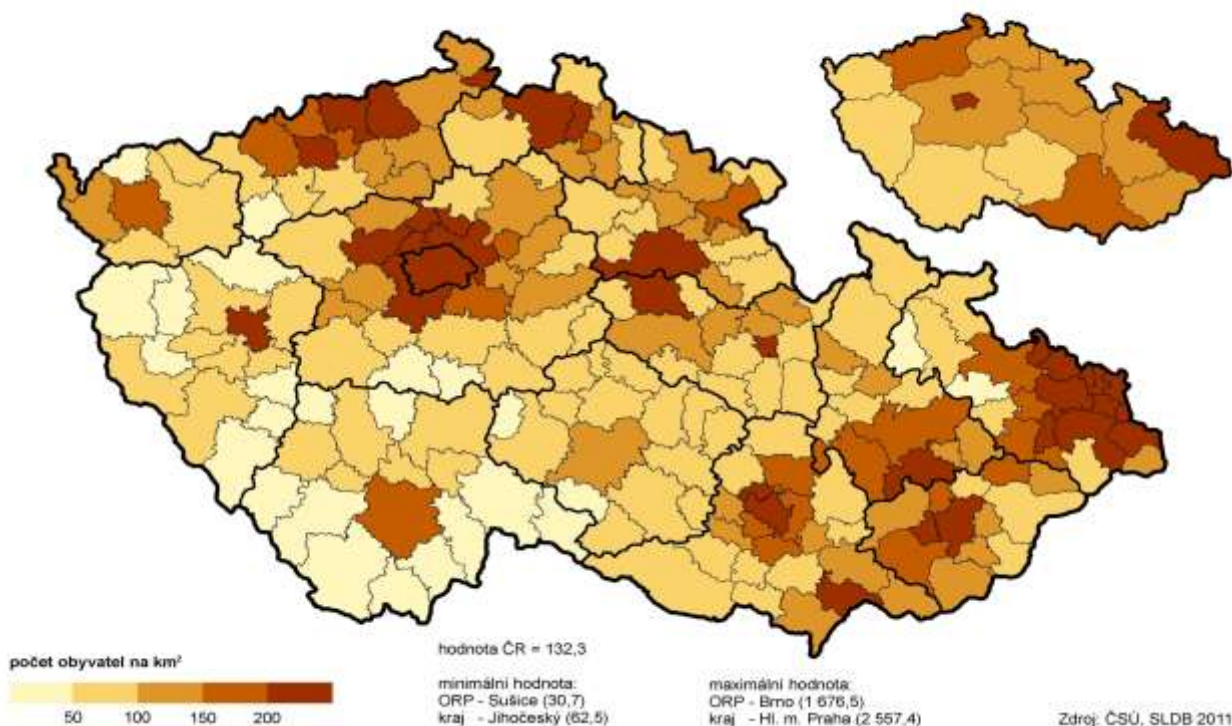 hodnota ČR = 132,3
počet obyvatel na km²
50 100 150 200
minimální hodnota:
ORP - Sušice (30,7)
kraj - Jihočeský (62,5)
maximální hodnota:
ORP - Brno (1 676,5)
kraj - Hl. m. Praha (2 557,4)
Zdroj: ČSÚ, SLDB 2011